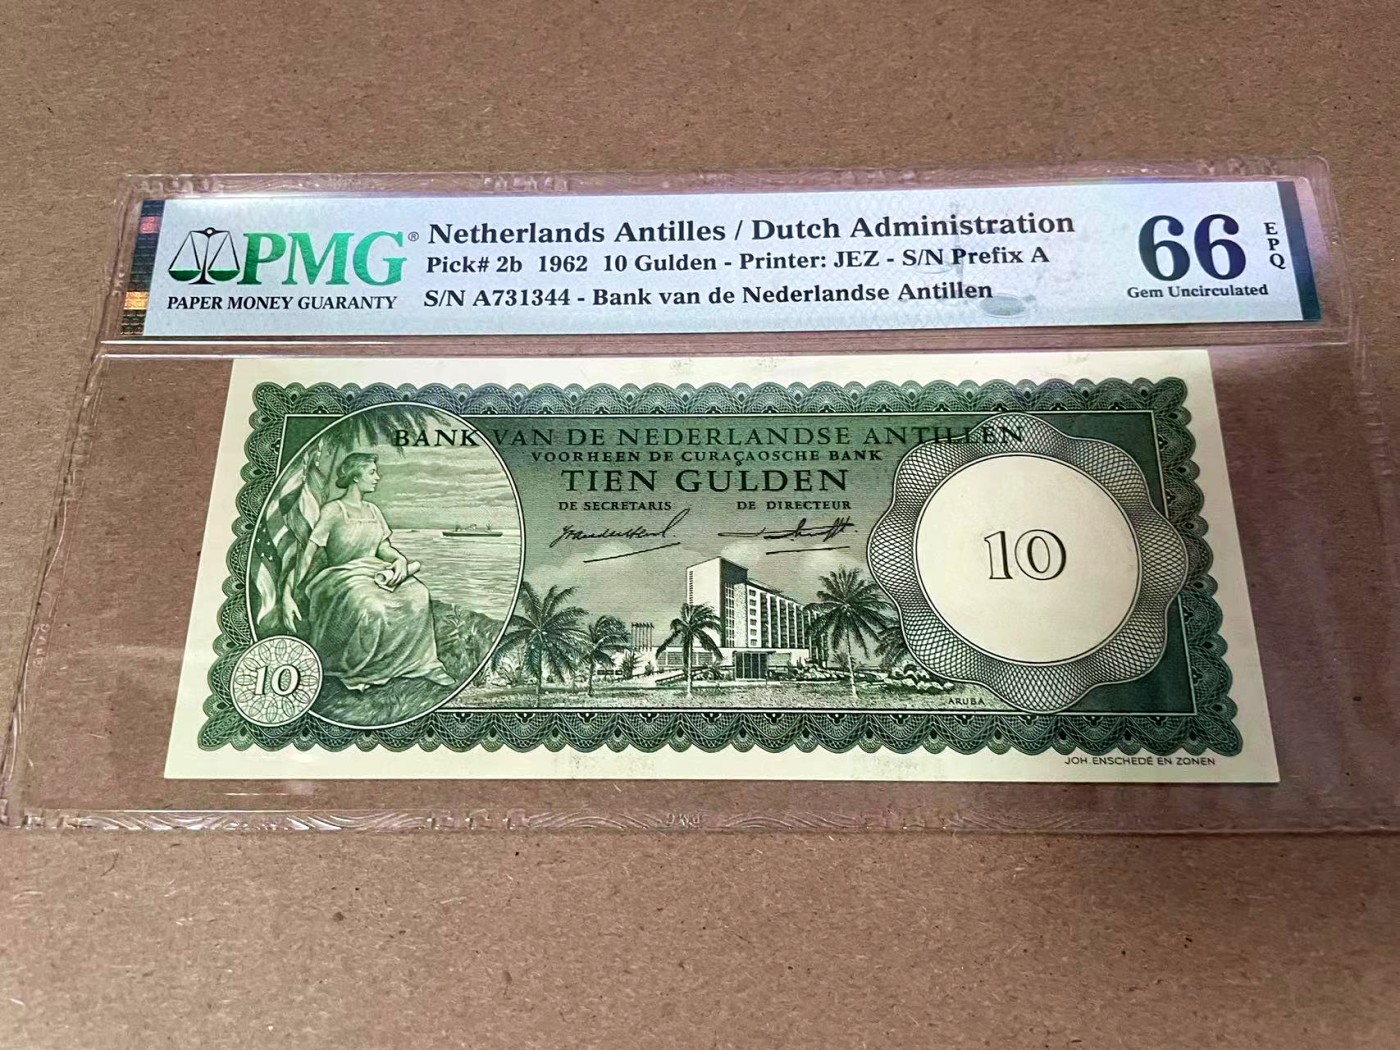 PMG®
PAPER MONEY GUARANTY
Netherlands Antilles / Dutch Administration
Pick# 2b 1962 10 Gulden - Printer: JEZ - S/N Prefix A
S/N A731344 - Bank van de Nederlandse Antillen
66
EPQ
Gem Uncirculated
BANK VAN DE NEDERLANDSE ANTILLEN
VOORHEEN DE CURAÇAOSCHE BANK
TIEN GULDEN
DE SECRETARIS DE DIRECTEUR
10
10
ARUBA
JOH. ENSCHEDÉ EN ZONEN